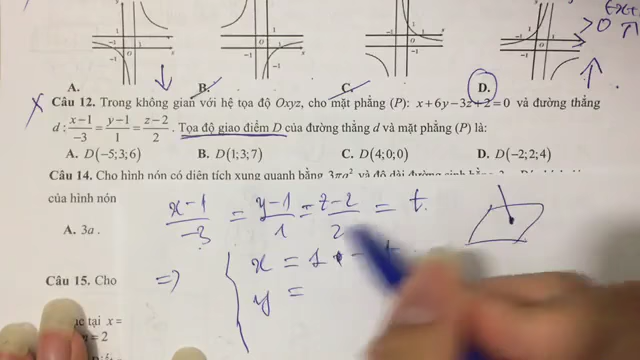 >0
A. B. C. D.
X Câu 12. Trong không gian với hệ tọa độ Oxyz, cho mặt phẳng (P): x+6y-3z+2=0 và đường thẳng
d: (x-1)/(-3) = (y-1)/1 = (z-2)/2 . Tọa độ giao điểm D của đường thẳng d và mặt phẳng (P) là:
A. D(-5;3;6) B. D(1;3;7) C. D(4;0;0) D. D(-2;2;4)
Câu 14. Cho hình nón có diện tích xung quanh bằng 3πa² và độ dài đường sinh bằng
của hình nón
(x-1)/(-3) = (y-1)/1 = (z-2)/2 = t.
A. 3a.
=> { x = 1
y =
Câu 15. Cho
tại x =
= 2